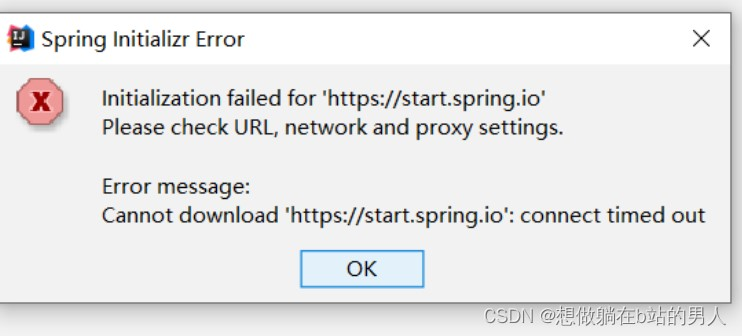 Spring Initializr Error
Initialization failed for 'https://start.spring.io'
Please check URL, network and proxy settings.
Error message:
Cannot download 'https://start.spring.io': connect timed out
OK
CSDN @想做躺在b站的男人